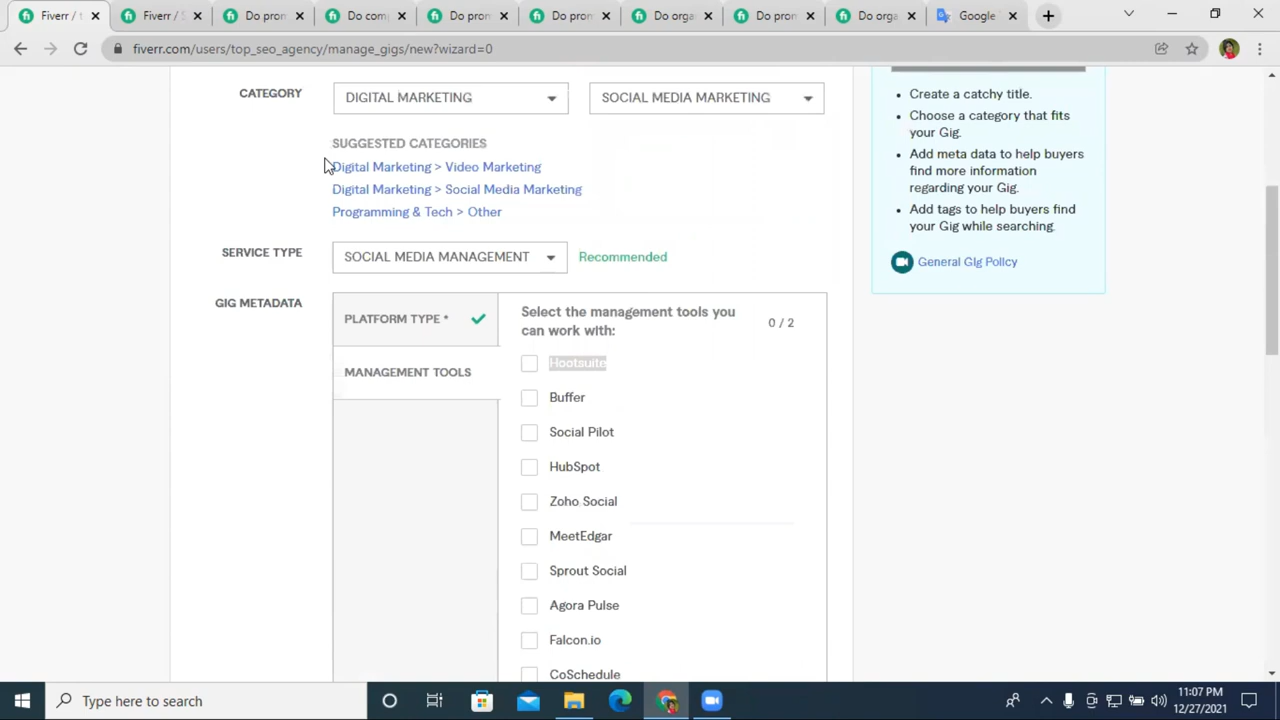 Fiverr / s
Fiverr / S
Do pron
Do comp
Do pron
Do pron
Do orga
Do pron
Do orga
Google
fiverr.com/users/top_seo_agency/manage_gigs/new?wizard=0
CATEGORY
DIGITAL MARKETING
SOCIAL MEDIA MARKETING
SUGGESTED CATEGORIES
Digital Marketing > Video Marketing
Digital Marketing > Social Media Marketing
Programming & Tech > Other
SERVICE TYPE
SOCIAL MEDIA MANAGEMENT
Recommended
GIG METADATA
PLATFORM TYPE *
MANAGEMENT TOOLS
Select the management tools you
can work with:
0 / 2
Hootsuite
Buffer
Social Pilot
HubSpot
Zoho Social
MeetEdgar
Sprout Social
Agora Pulse
Falcon.io
CoSchedule
• Create a catchy title.
• Choose a category that fits
your Gig.
• Add meta data to help buyers
find more information
regarding your Gig.
• Add tags to help buyers find
your Gig while searching.
General Gig Policy
Type here to search
11:07 PM
12/27/2021